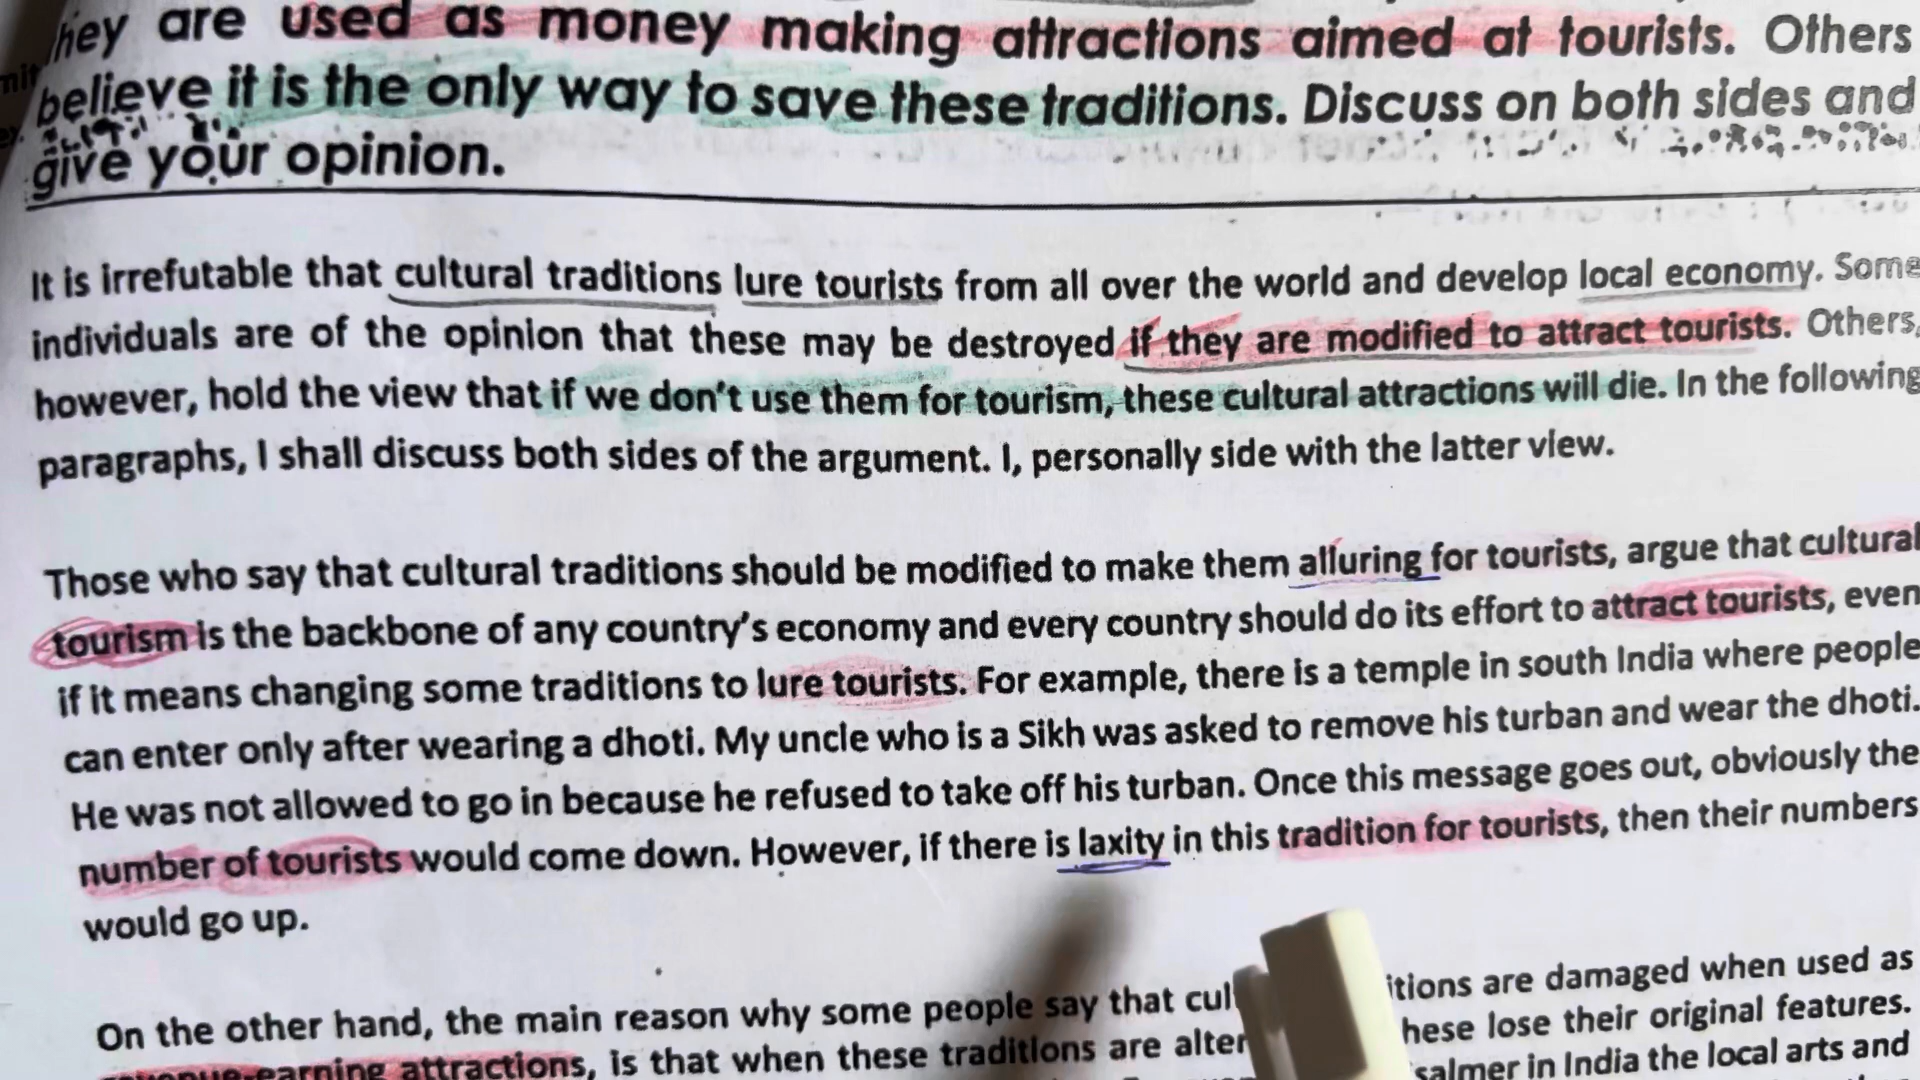 hey are used as money making attractions aimed at tourists. Others
believe it is the only way to save these traditions. Discuss on both sides and
give your opinion.
It is irrefutable that cultural traditions lure tourists from all over the world and develop local economy. Some
individuals are of the opinion that these may be destroyed if they are modified to attract tourists. Others,
however, hold the view that if we don't use them for tourism, these cultural attractions will die. In the following
paragraphs, I shall discuss both sides of the argument. I, personally side with the latter view.
Those who say that cultural traditions should be modified to make them alluring for tourists, argue that cultural
tourism is the backbone of any country's economy and every country should do its effort to attract tourists, even
if it means changing some traditions to lure tourists. For example, there is a temple in south India where people
can enter only after wearing a dhoti. My uncle who is a Sikh was asked to remove his turban and wear the dhoti.
He was not allowed to go in because he refused to take off his turban. Once this message goes out, obviously the
number of tourists would come down. However, if there is laxity in this tradition for tourists, then their numbers
would go up.
On the other hand, the main reason why some people say that cul itions are damaged when used as
earning attractions, is that when these traditions are alter hese lose their original features.
salmer in India the local arts and